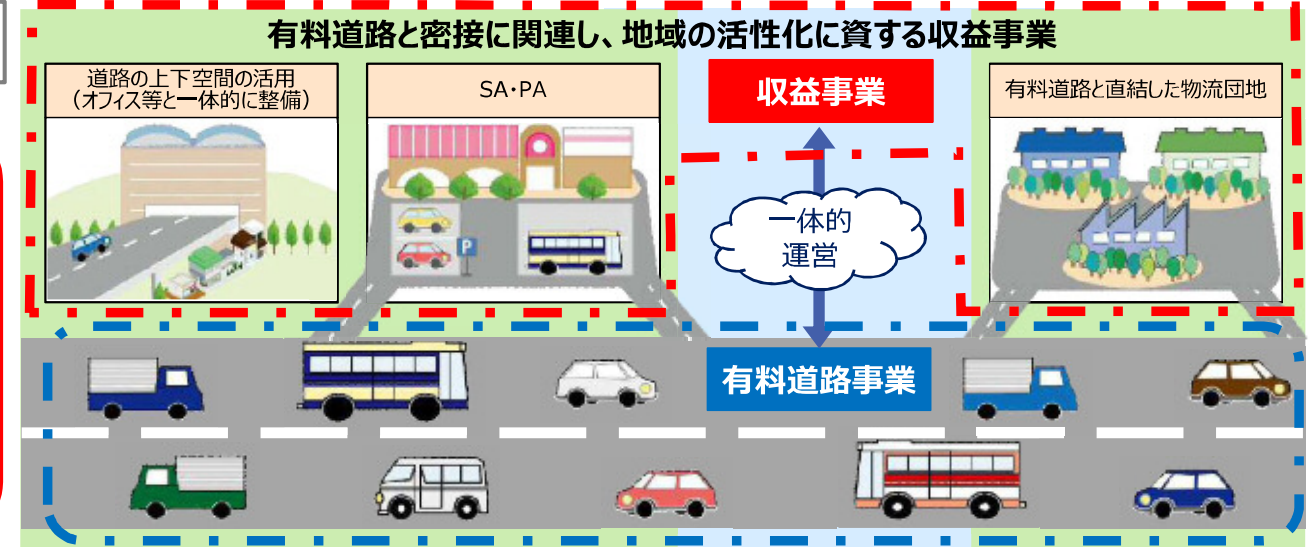 有料道路と密接に関連し、地域の活性化に資する収益事業
道路の上下空間の活用
（オフィス等と一体的に整備）
SA・PA
収益事業
有料道路と直結した物流団地
P
一体的
運営
有料道路事業